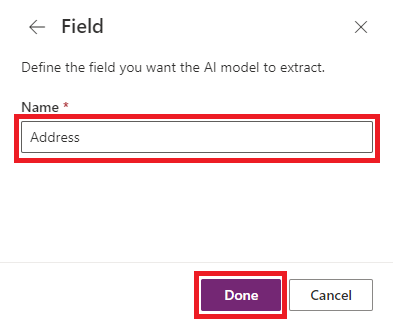 Field
Define the field you want the AI model to extract.
Name *
Address
Done Cancel